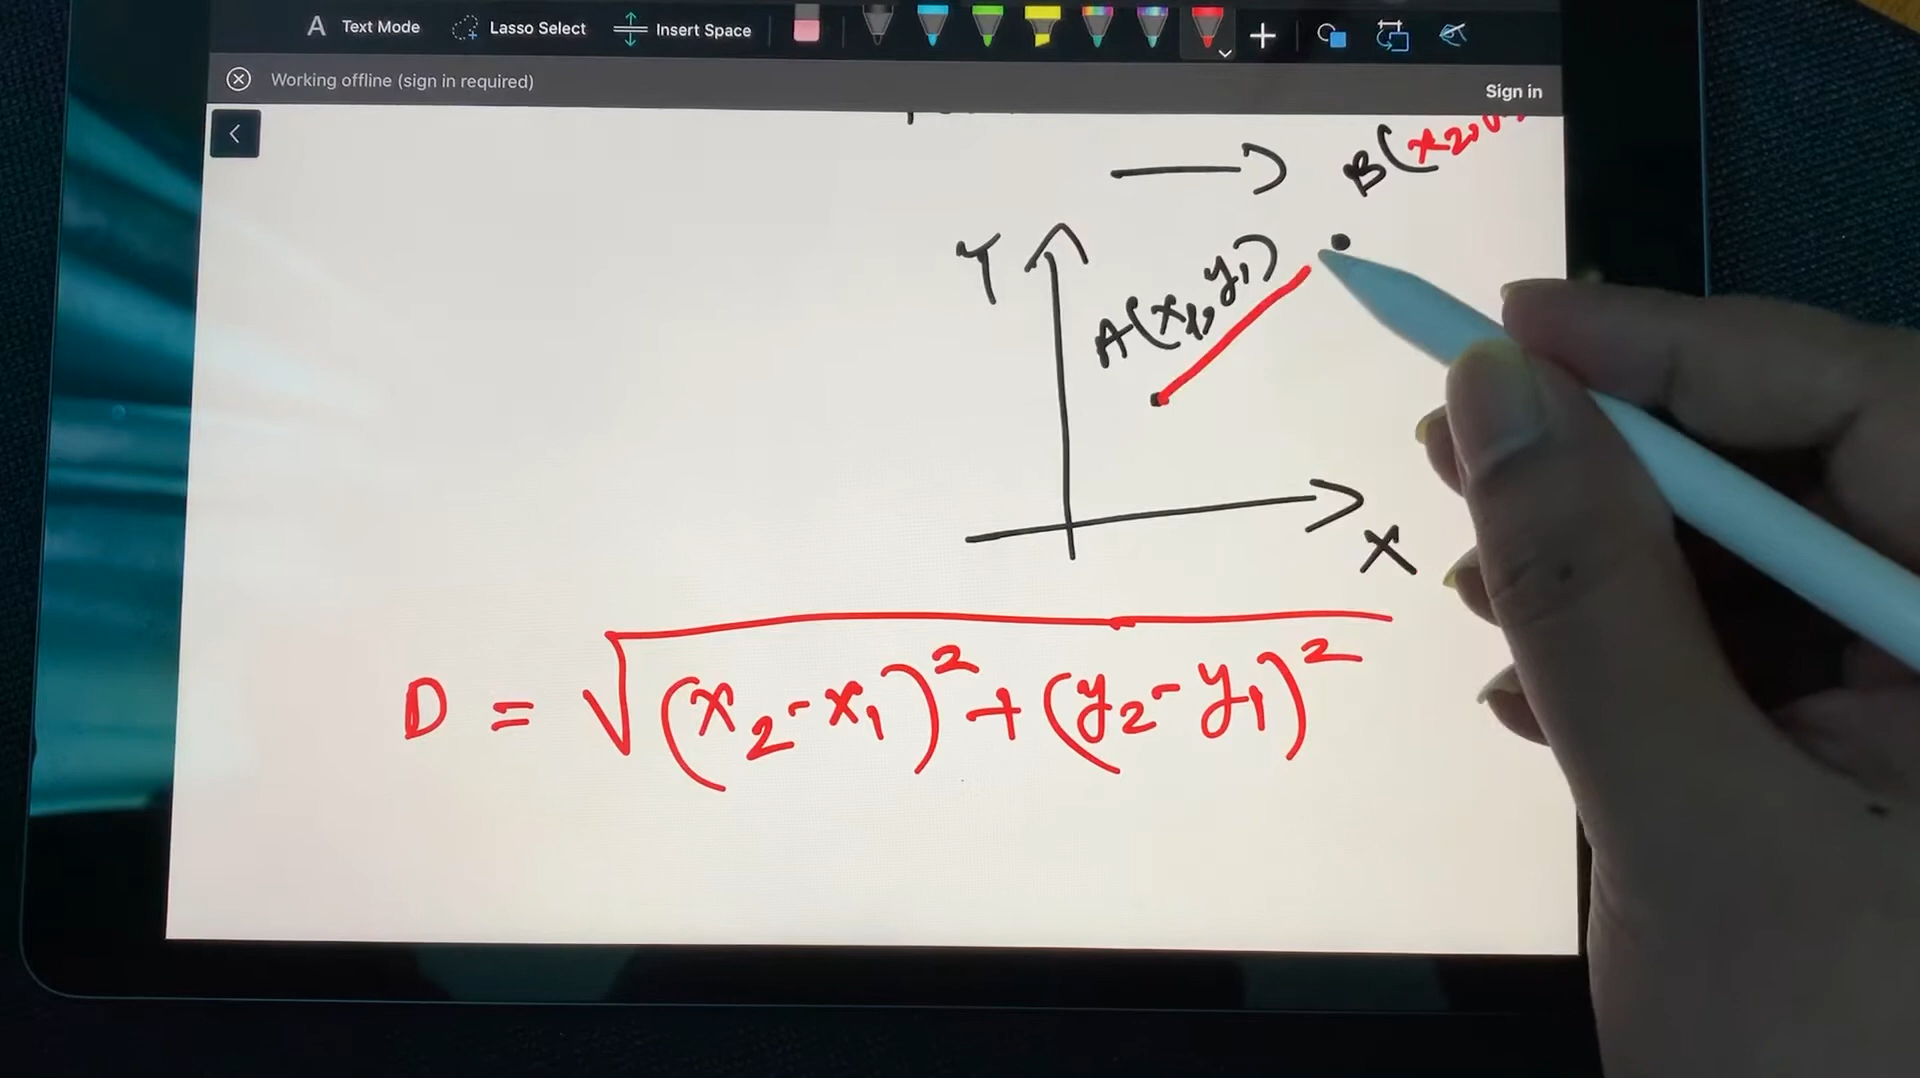 Text Mode Lasso Select Insert Space
Working offline (sign in required)
Sign in
B(x2,
Y
A(x1, y1)
X
D = √(x₂-x₁)² + (y₂-y₁)²